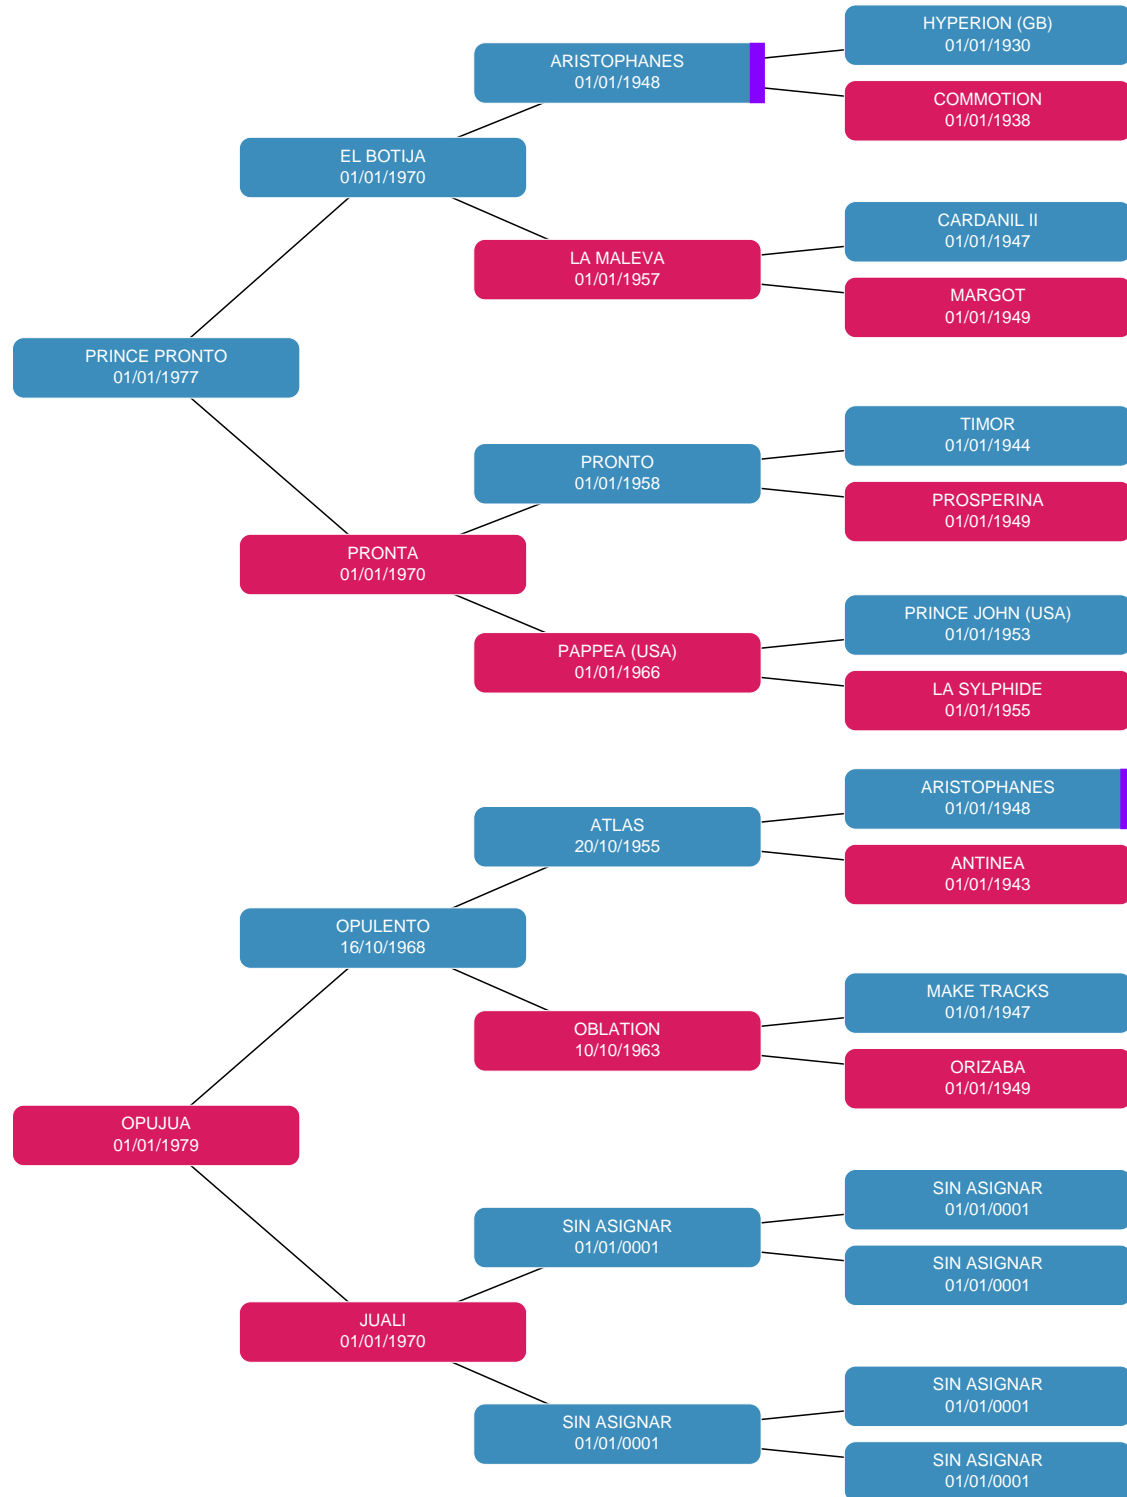 HYPERION (GB)
01/01/1930
ARISTOPHANES
01/01/1948
COMMOTION
01/01/1938
EL BOTIJA
01/01/1970
CARDANIL II
01/01/1947
LA MALEVA
01/01/1957
MARGOT
01/01/1949
PRINCE PRONTO
01/01/1977
TIMOR
01/01/1944
PRONTO
01/01/1958
PROSPERINA
01/01/1949
PRONTA
01/01/1970
PRINCE JOHN (USA)
01/01/1953
PAPPEA (USA)
01/01/1966
LA SYLPHIDE
01/01/1955
ARISTOPHANES
01/01/1948
ATLAS
20/10/1955
ANTINEA
01/01/1943
OPULENTO
16/10/1968
MAKE TRACKS
01/01/1947
OBLATION
10/10/1963
ORIZABA
01/01/1949
OPUJUA
01/01/1979
SIN ASIGNAR
01/01/0001
SIN ASIGNAR
01/01/0001
SIN ASIGNAR
01/01/0001
JUALI
01/01/1970
SIN ASIGNAR
01/01/0001
SIN ASIGNAR
01/01/0001
SIN ASIGNAR
01/01/0001